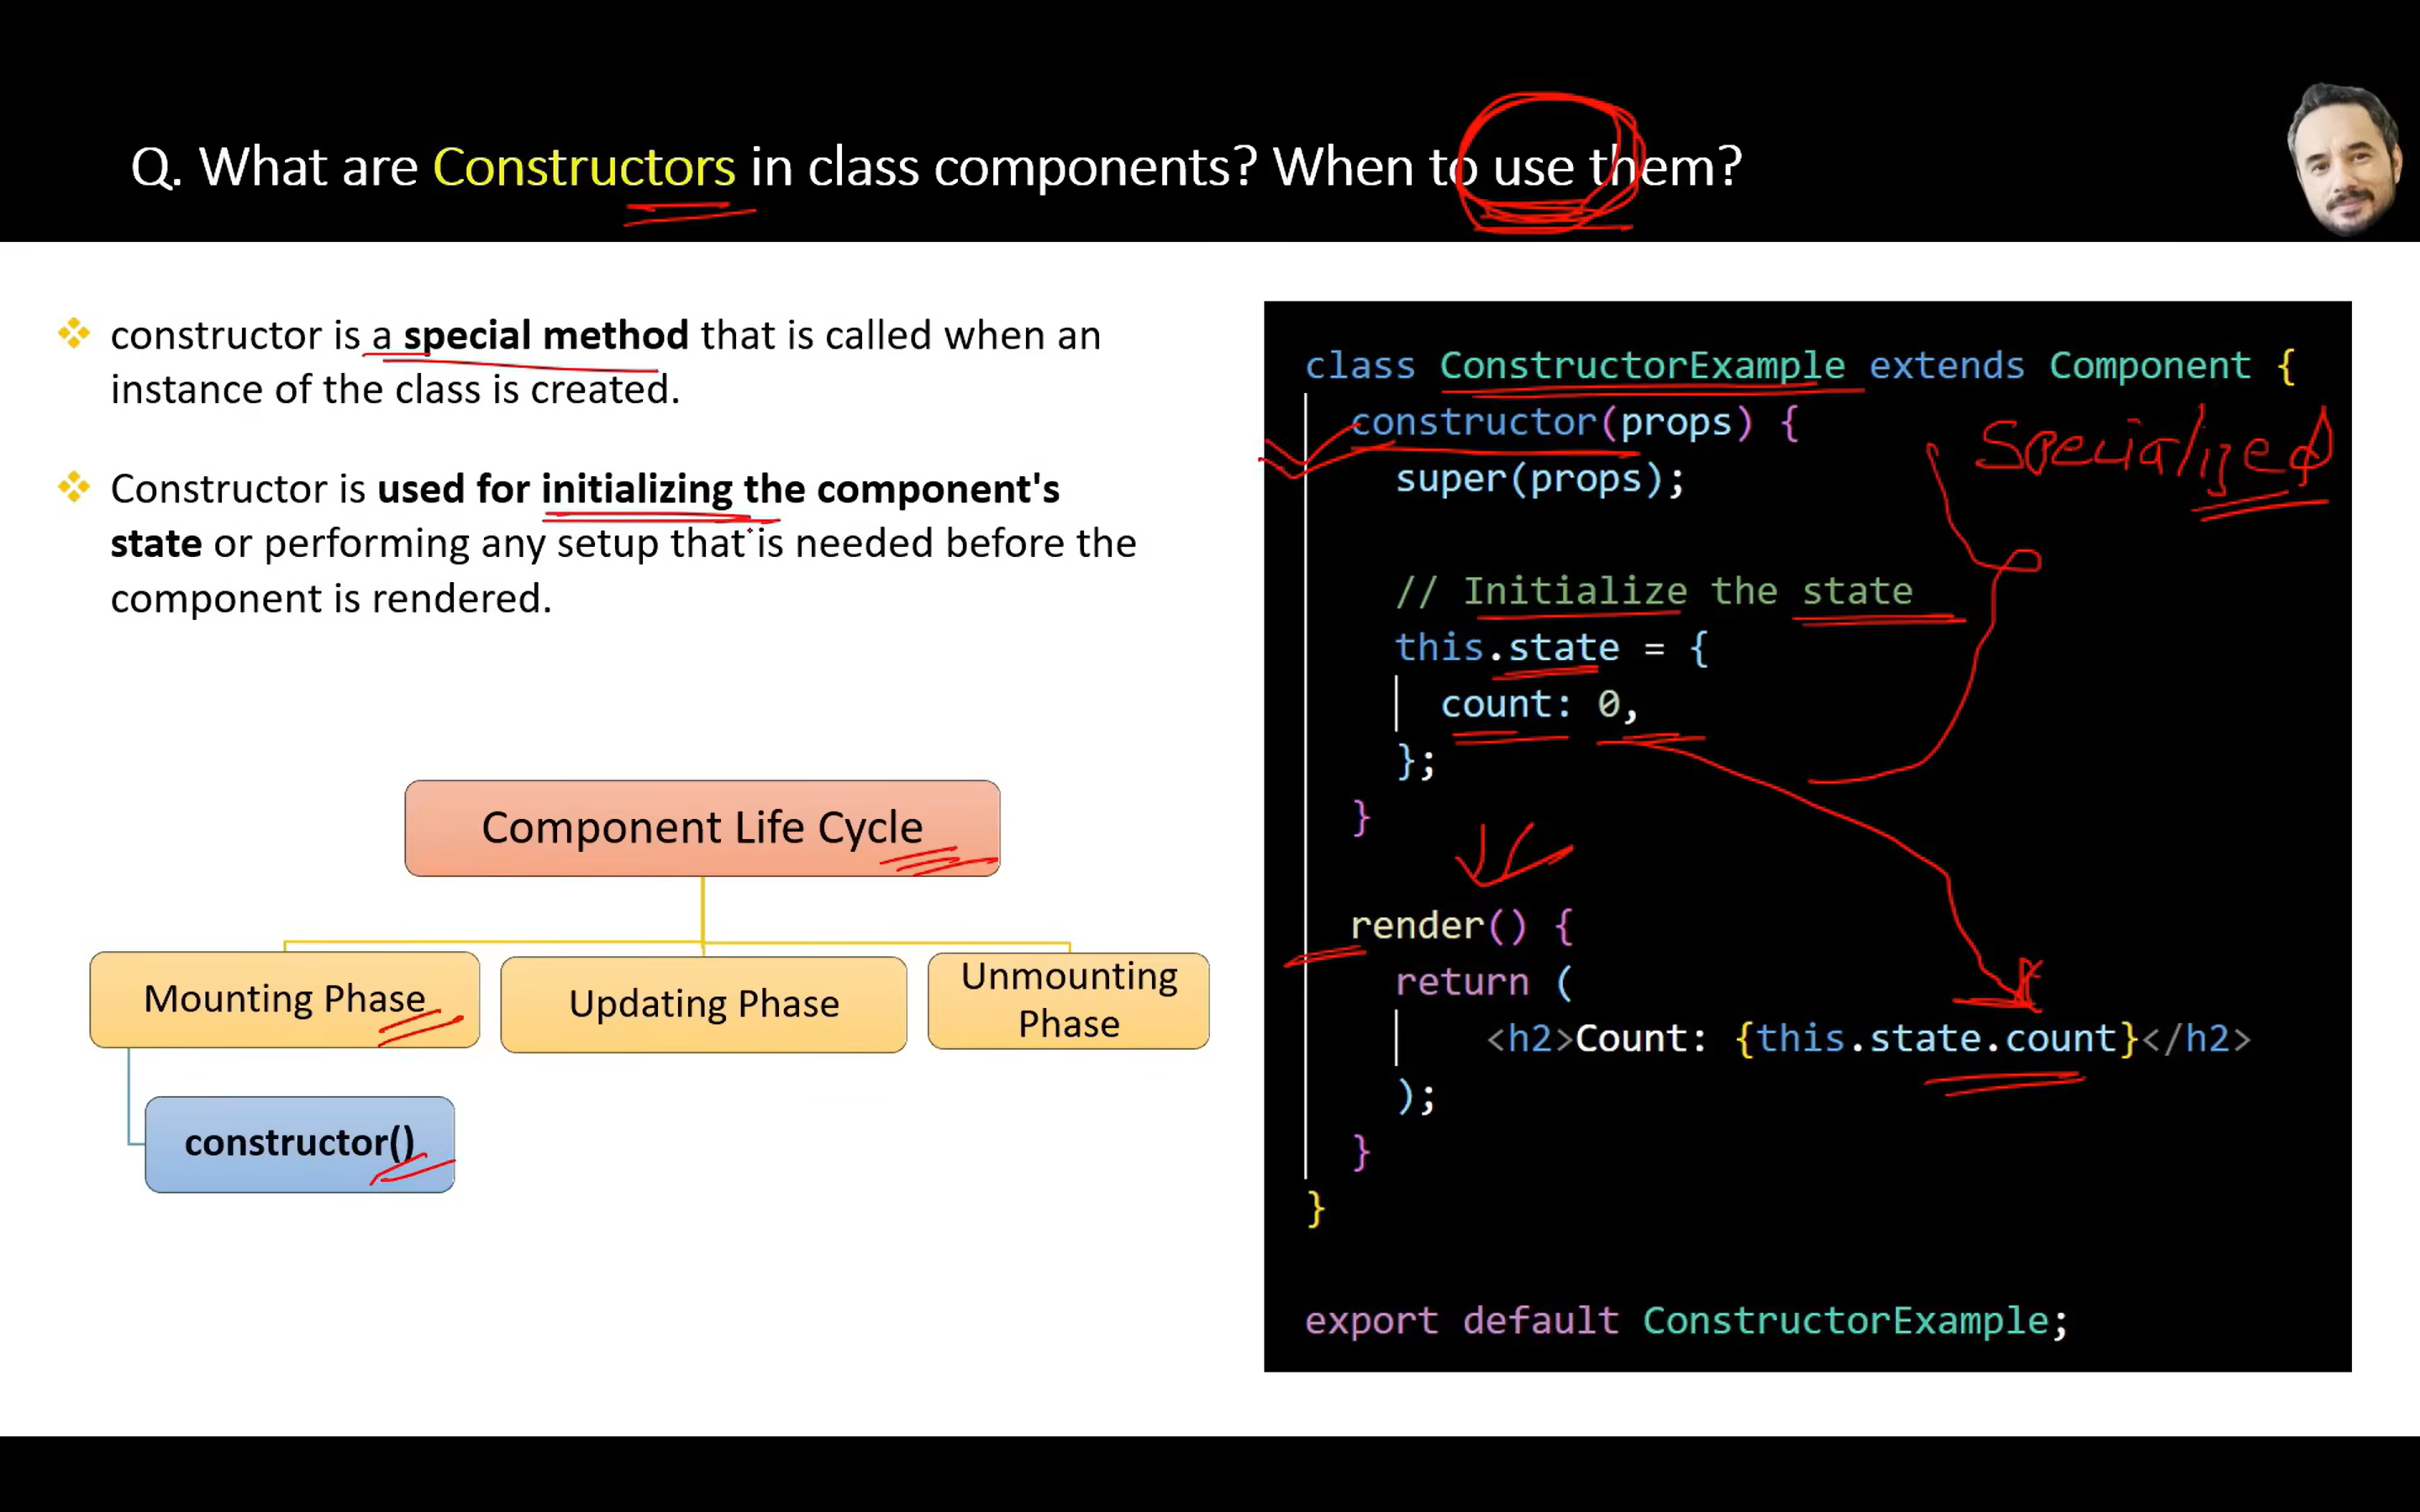 Q. What are Constructors in class components? When to use them?
constructor is a special method that is called when an
instance of the class is created.
Constructor is used for initializing the component's
state or performing any setup that is needed before the
component is rendered.
Component Life Cycle
Mounting Phase
Updating Phase
Unmounting
Phase
constructor()
class ConstructorExample extends Component {
constructor(props) {
super(props);
Specialized
// Initialize the state
this.state = {
count: 0,
};
}
render() {
return (
<h2>Count: {this.state.count}</h2>
);
}
}
export default ConstructorExample;